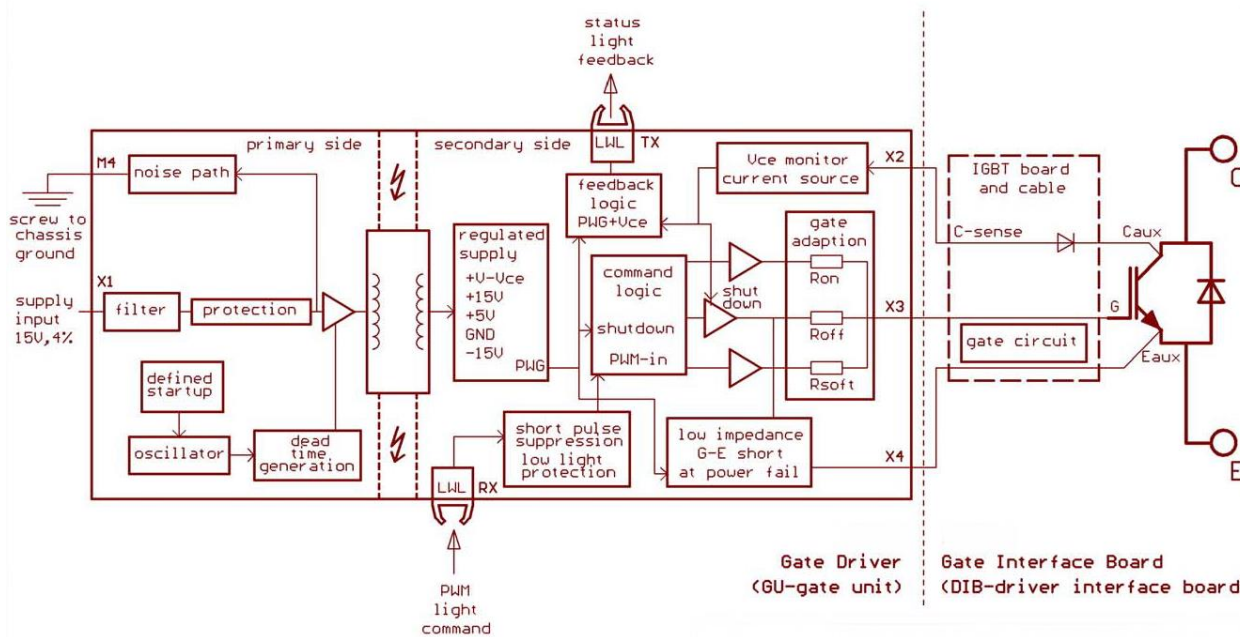 status
light
feedback
primary side
secondary side
LWL
TX
M4
noise path
feedback
logic
PWG+Vce
Vce monitor
current source
X2
IGBT board
and cable
C
screw to
chassis
ground
regulated
supply
+V-Vce
+15V
+5V
GND
-15V
PWG
gate
adaption
Ron
Roff
Rsoft
C-sense
Caux
X1
supply
input
15V,4%
filter
protection
command
logic
shutdown
PWM-in
shut
down
X3
G
gate circuit
Eaux
defined
startup
oscillator
dead
time
generation
short pulse
suppression
low light
protection
low impedance
G-E short
at power fail
X4
E
LWL
RX
PWM
light
command
Gate Driver
(GU-gate unit)
Gate Interface Board
(DIB-driver interface board